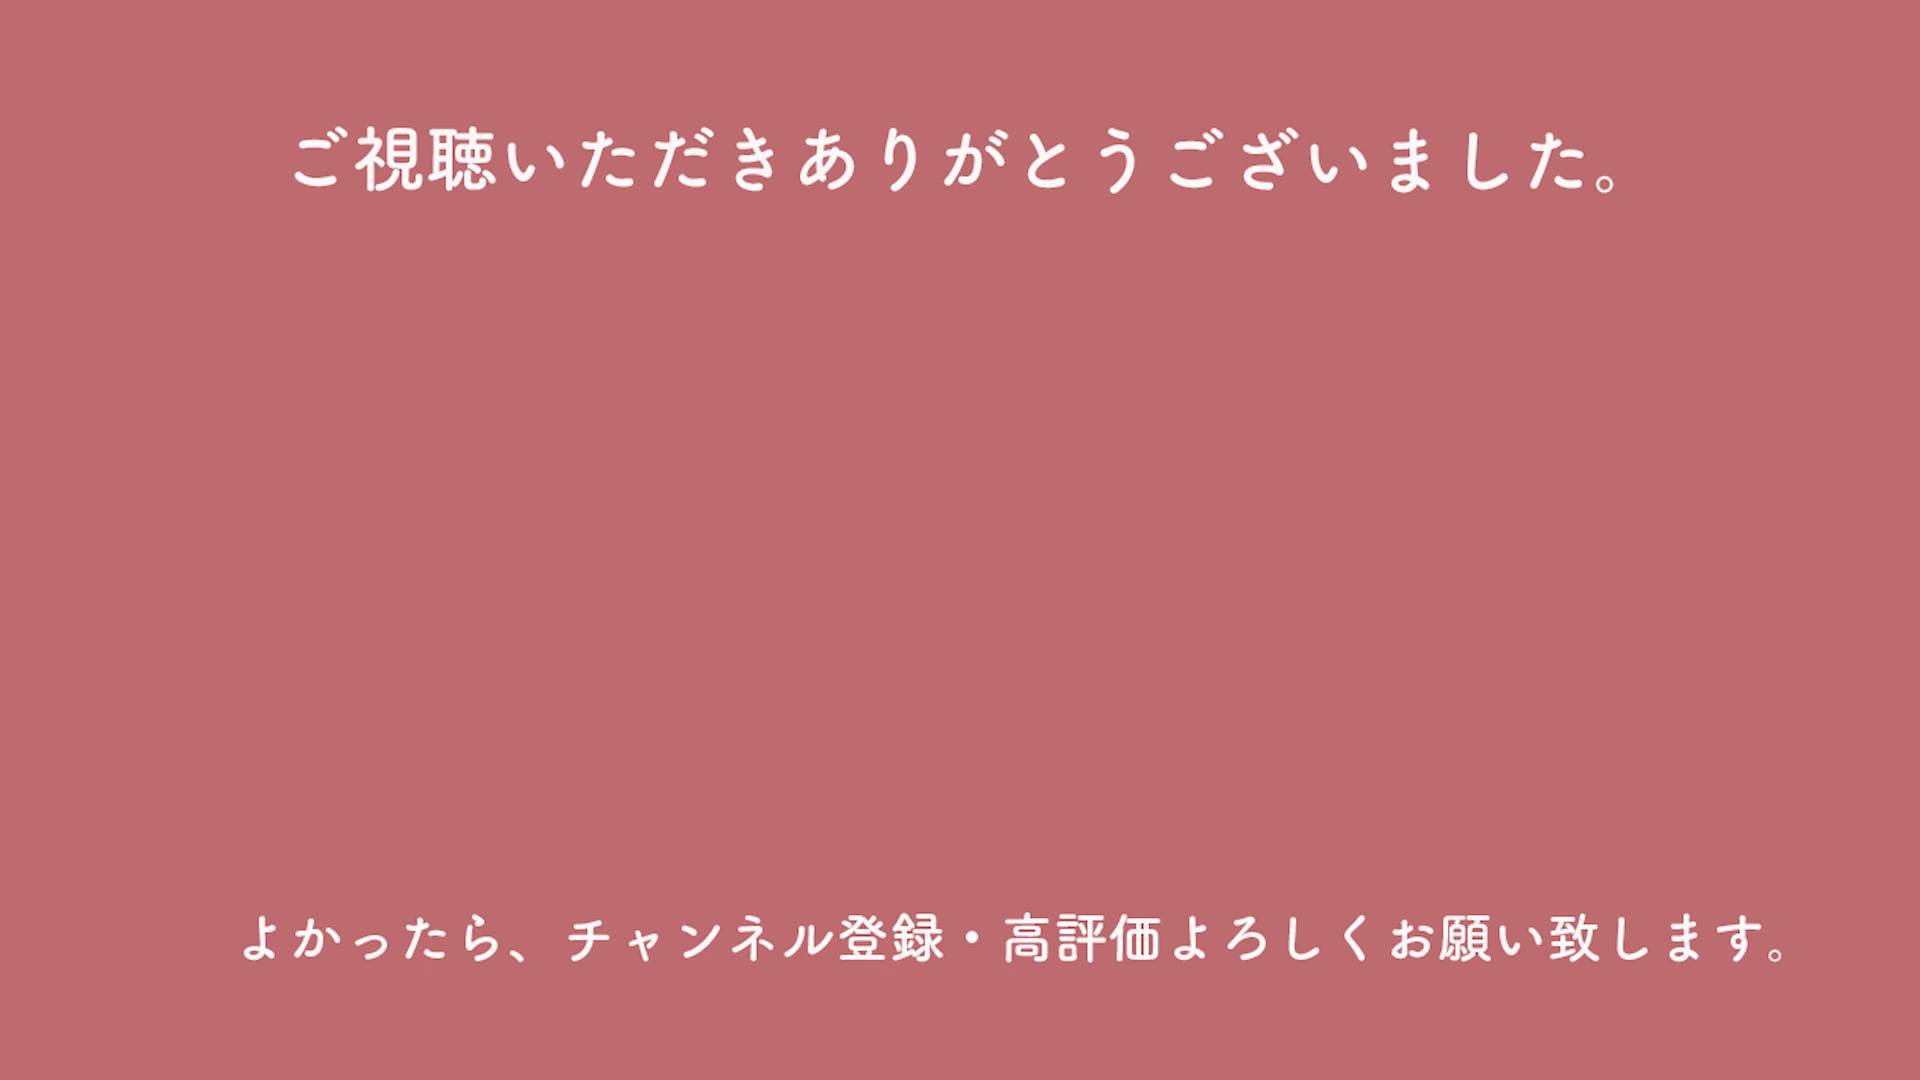 ご視聴いただきありがとうございました。
よかったら、チャンネル登録・高評価よろしくお願い致します。